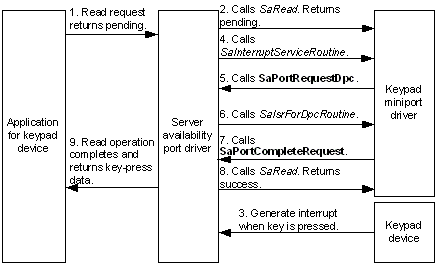 1. Read request
returns pending.
2. Calls SaRead. Returns
pending.
4. Calls
SaInterruptServiceRoutine.
5. Calls SaPortRequestDpc.
Application
for keypad
device
Server
availability
port driver
Keypad
miniport
driver
6. Calls SaIsrForDpcRoutine.
9. Read operation
completes and
returns key-press
data.
7. Calls
SaPortCompleteRequest.
8. Calls SaRead. Returns
success.
3. Generate interrupt
when key is pressed.
Keypad
device